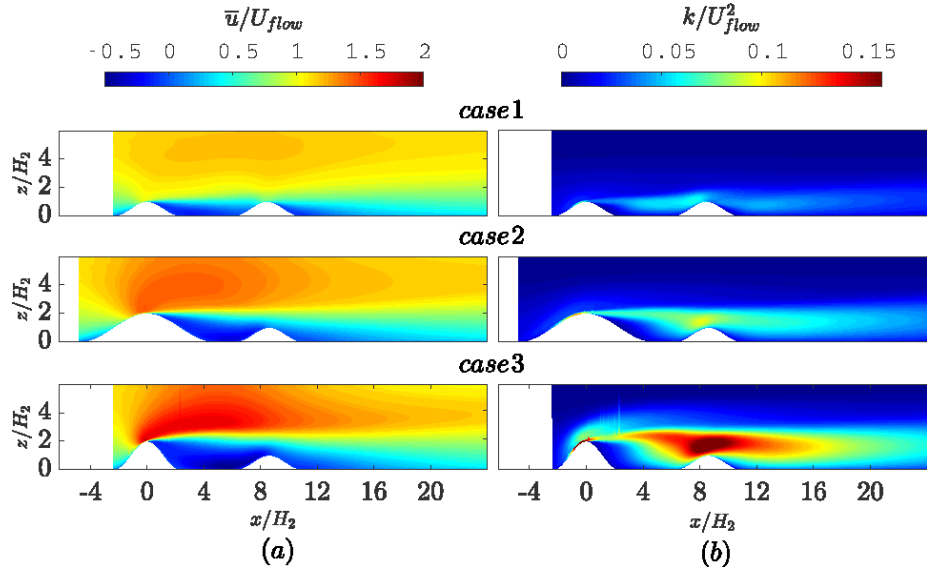 u̅/U_flow
k/U²_flow
-0.5 0 0.5 1 1.5 2
0 0.05 0.1 0.15
case1
z/H₂
4
2
0
case2
z/H₂
4
2
0
case3
z/H₂
4
2
0
-4 0 4 8 12 16 20
-4 0 4 8 12 16 20
x/H₂
x/H₂
(a)
(b)